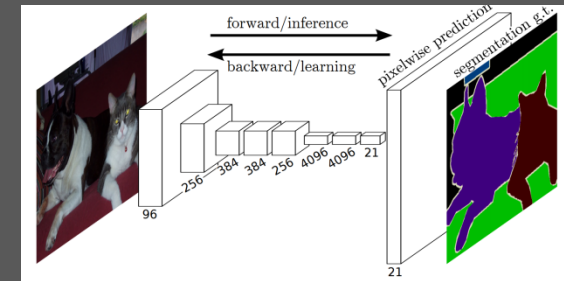 forward/inference
backward/learning
pixelwise prediction
segmentation g.t.
96
256
384
384
256
4096
4096
21
21